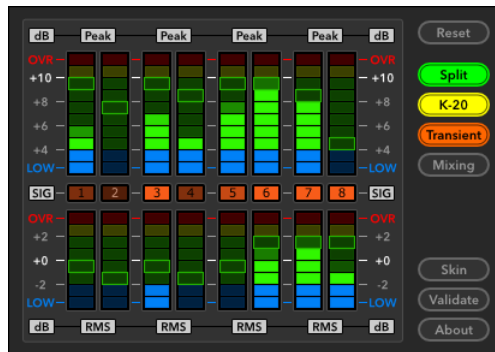 dB Peak Peak Peak Peak dB Reset
OVR OVR
+10 +10 Split
+8 +8 K-20
+6 +6 Transient
+4 +4 Mixing
LOW LOW
SIG 1 2 3 4 5 6 7 8 SIG
OVR OVR
+2 +2
+0 +0 Skin
-2 -2
LOW LOW Validate
dB RMS RMS RMS RMS dB About